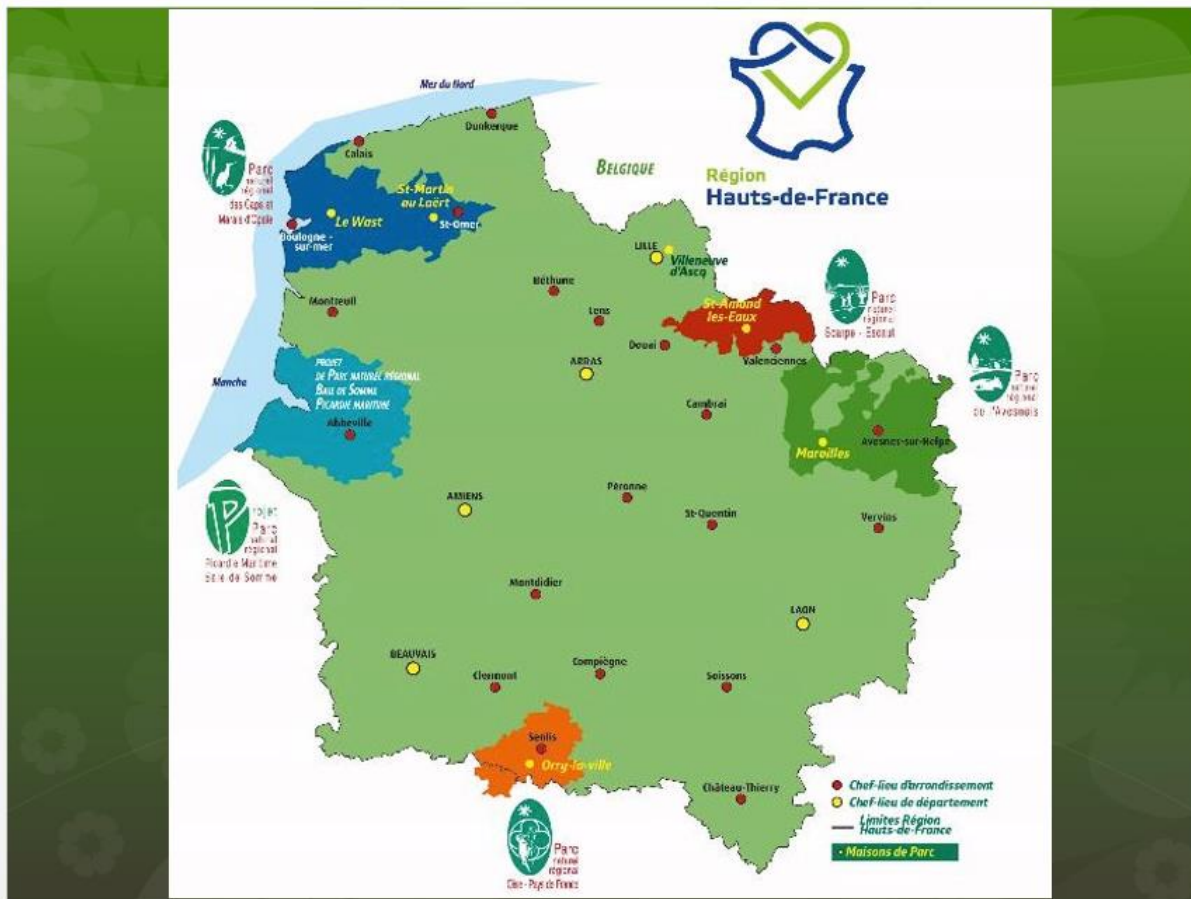 Mer du Nord
Dunkerque
Calais
BELGIQUE
Région
Hauts-de-France
Parc
naturel
régional
des Caps et
Marais d'Opale
St-Martin
au Laërt
Le Wast
St-Omer
Boulogne -
sur-mer
LILLE
Villeneuve
d'Ascq
Béthune
Montreuil
Lens
St-Amand
les-Eaux
Parc
naturel
régional
Scarpe - Escaut
Douai
Valenciennes
PROJET
DE PARC NATUREL RÉGIONAL
BAIE DE SOMME
PICARDIE MARITIME
Manche
ARRAS
Parc
naturel
régional
de l'Avesnois
Cambrai
Abbeville
Avesnes-sur-Helpe
Maroilles
Péronne
AMIENS
St-Quentin
Vervins
Projet
Parc
naturel
régional
Picardie Maritime
Baie de Somme
Montdidier
LAON
BEAUVAIS
Clermont
Compiègne
Soissons
Senlis
Orry-la-ville
Château-Thierry
Chef-lieu d'arrondissement
Chef-lieu de département
Limites Région
Hauts-de-France
• Maisons de Parc
Parc
naturel
régional
Oise - Pays de France